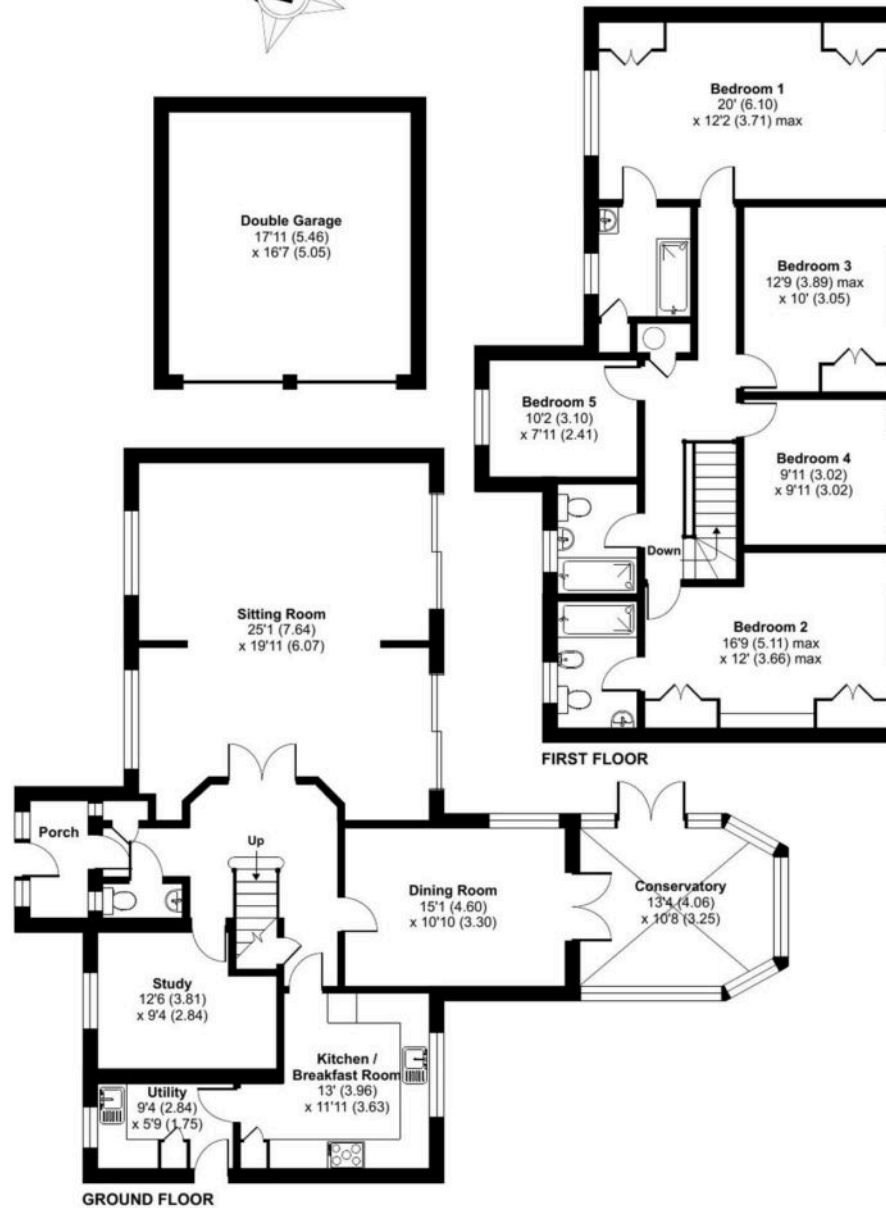 Double Garage
17'11 (5.46)
x 16'7 (5.05)
Bedroom 1
20' (6.10)
x 12'2 (3.71) max
Bedroom 3
12'9 (3.89) max
x 10' (3.05)
Bedroom 5
10'2 (3.10)
x 7'11 (2.41)
Bedroom 4
9'11 (3.02)
x 9'11 (3.02)
Down
Bedroom 2
16'9 (5.11) max
x 12' (3.66) max
FIRST FLOOR
Sitting Room
25'1 (7.64)
x 19'11 (6.07)
Porch
Up
Dining Room
15'1 (4.60)
x 10'10 (3.30)
Conservatory
13'4 (4.06)
x 10'8 (3.25)
Study
12'6 (3.81)
x 9'4 (2.84)
Kitchen /
Breakfast Room
13' (3.96)
x 11'11 (3.63)
Utility
9'4 (2.84)
x 5'9 (1.75)
GROUND FLOOR